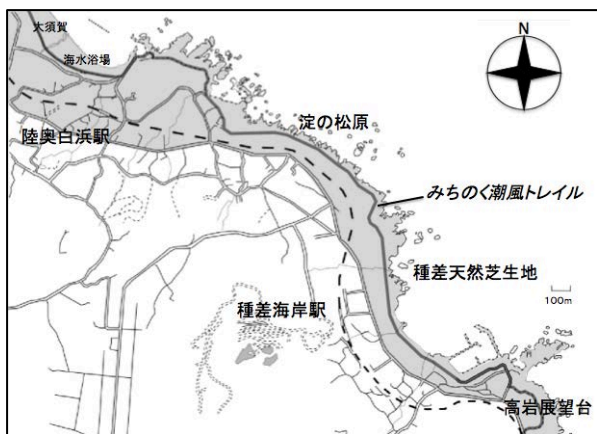 大須賀
海水浴場
N
淀の松原
陸奥白浜駅
みちのく潮風トレイル
種差天然芝生地
100m
種差海岸駅
高岩展望台